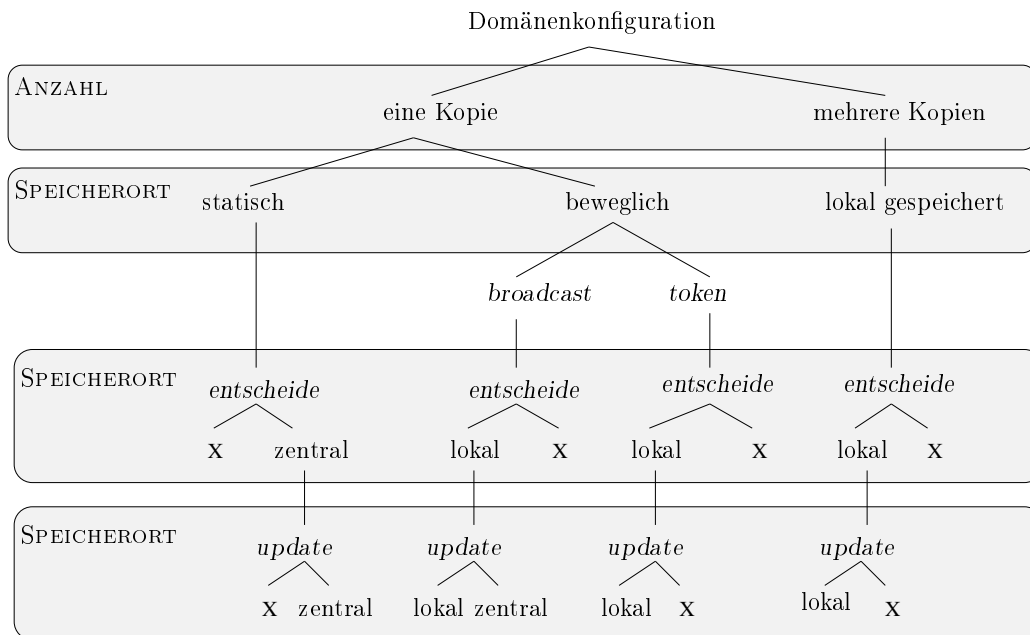 Domänenkonfiguration
ANZAHL
eine Kopie mehrere Kopien
SPEICHERORT
statisch beweglich lokal gespeichert
broadcast token
SPEICHERORT
entscheide entscheide entscheide entscheide
x zentral lokal x lokal x lokal x
SPEICHERORT
update update update update
x zentral lokal zentral lokal x lokal x